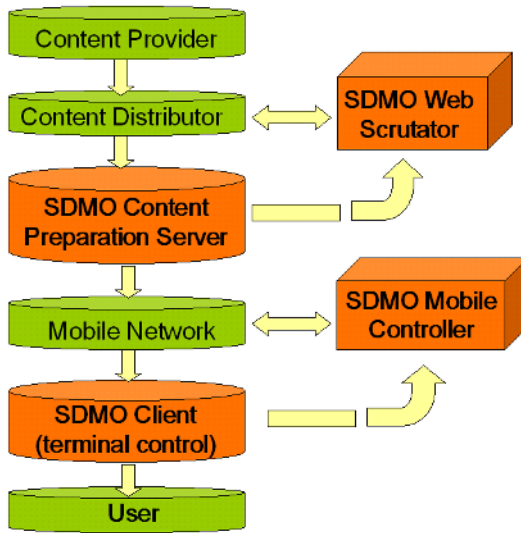 Content Provider
Content Distributor
SDMO Web
Scrutator
SDMO Content
Preparation Server
Mobile Network
SDMO Mobile
Controller
SDMO Client
(terminal control)
User